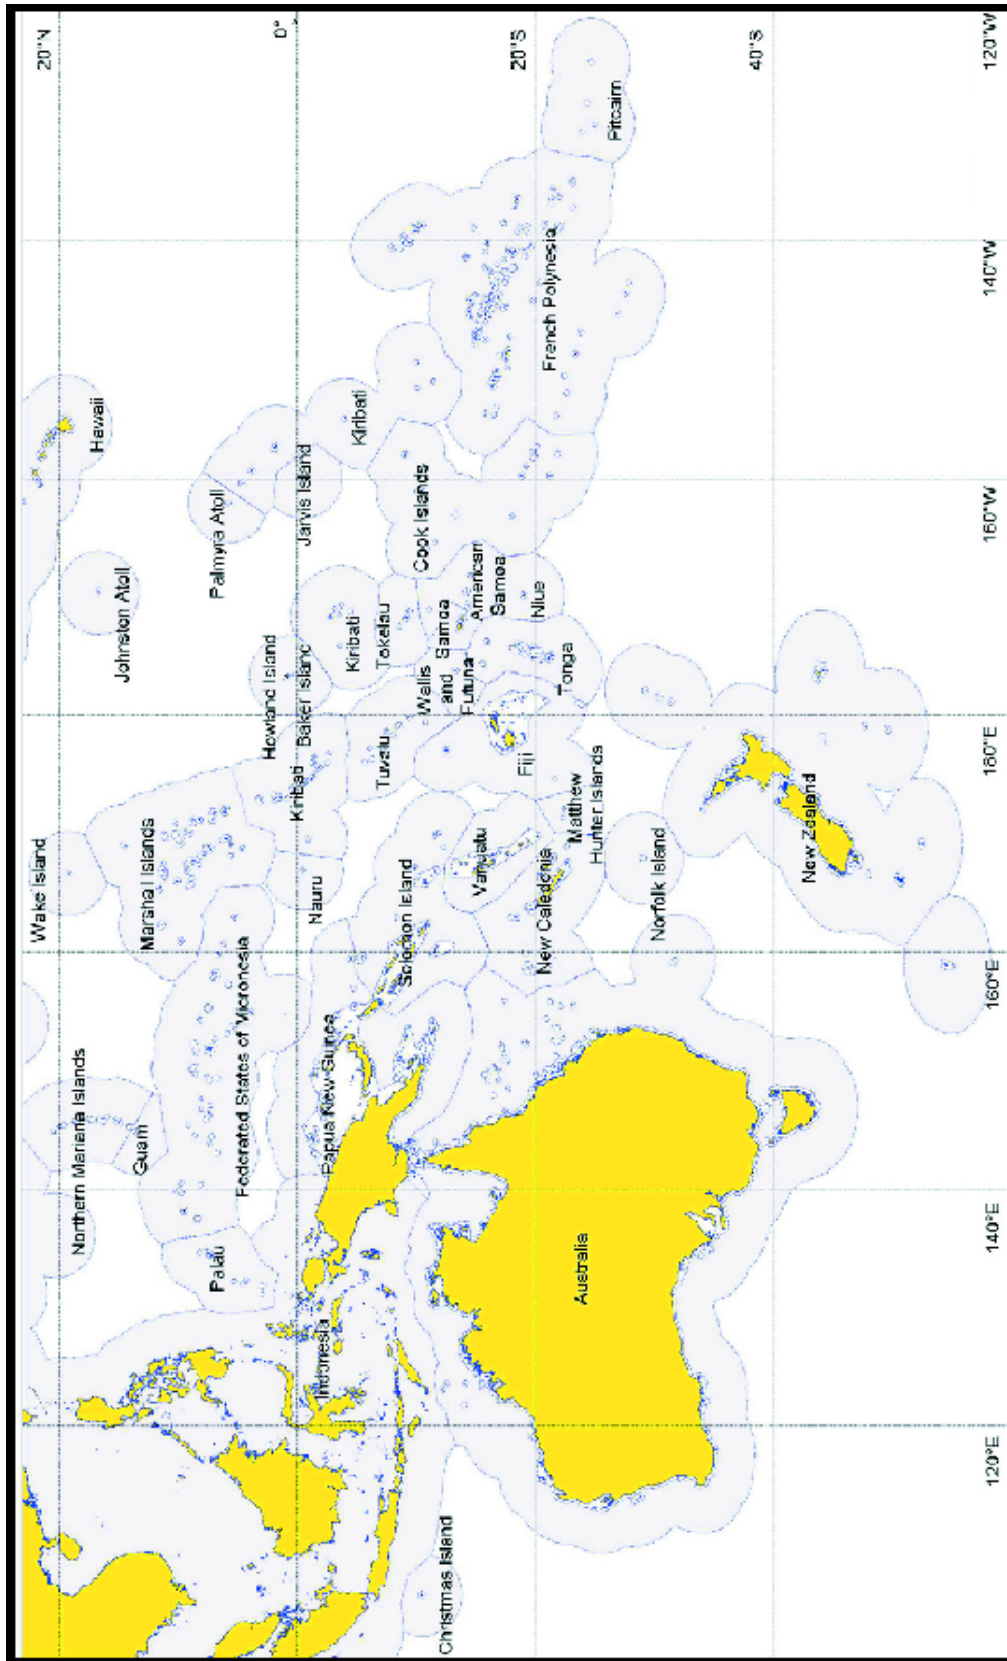 20°N
0°
20°S
40°S
120°E
140°E
160°E
180°E
160°W
140°W
120°W
Northern Mariana Islands
Wake Island
Johnston Atoll
Hawaii
Guam
Marshall Islands
Palau
Federated States of Micronesia
Howland Island
Palmyra Atoll
Indonesia
Papua New Guinea
Nauru
Kiribati
Baker Island
Jarvis Island
Kiribati
Kiribati
Tuvalu
Tokelau
Christmas Island
Solomon Island
Wallis
and
Futuna
Samoa
American
Samoa
Cook Islands
Vanuatu
Fiji
Niue
French Polynesia
New Caledonia
Tonga
Matthew
Hunter Islands
Pitcairn
Australia
Norfolk Island
New Zealand